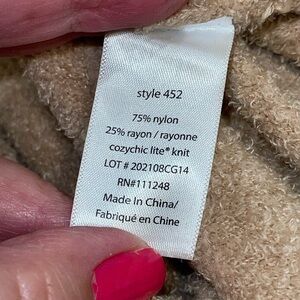 style 452
75% nylon
25% rayon / rayonne
cozychic lite® knit
LOT # 202108CG14
RN#111248
Made In China/
Fabriqué en Chine